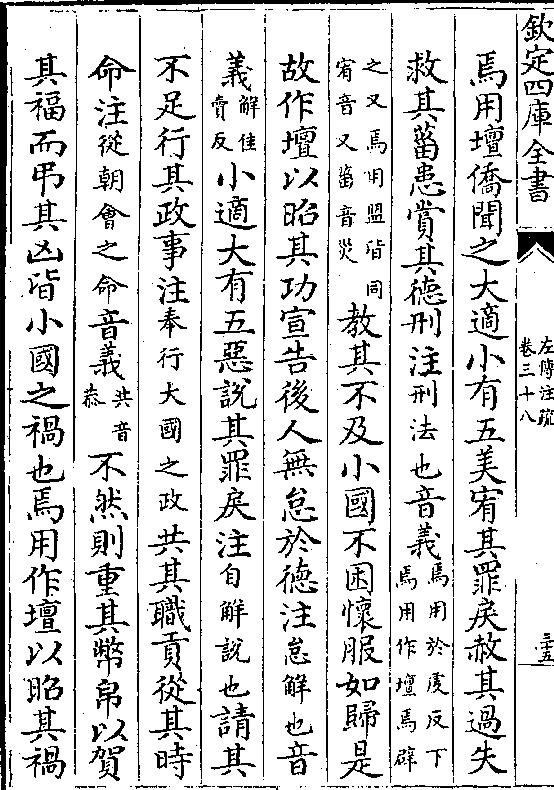 欽定四庫全書
左傳注疏
卷三十八
三五
焉用壇僑聞之大適小有五美宥其罪戾赦其過失
救其菑患賞其德刑注刑法也音義焉用於虔反下焉用作壇焉辟
之又焉用盟皆同宥音又菑音災教其不及小國不困懷服如歸是
故作壇以昭其功宣告後人無怠於德注怠解也音
義解佳賣反小適大有五惡說其罪戾注自解說也請其
不足行其政事注奉行大國之政共其職貢從其時
命注從朝會之命音義共音恭不然則重其幣帛以賀
其福而弔其凶皆小國之禍也焉用作壇以昭其禍